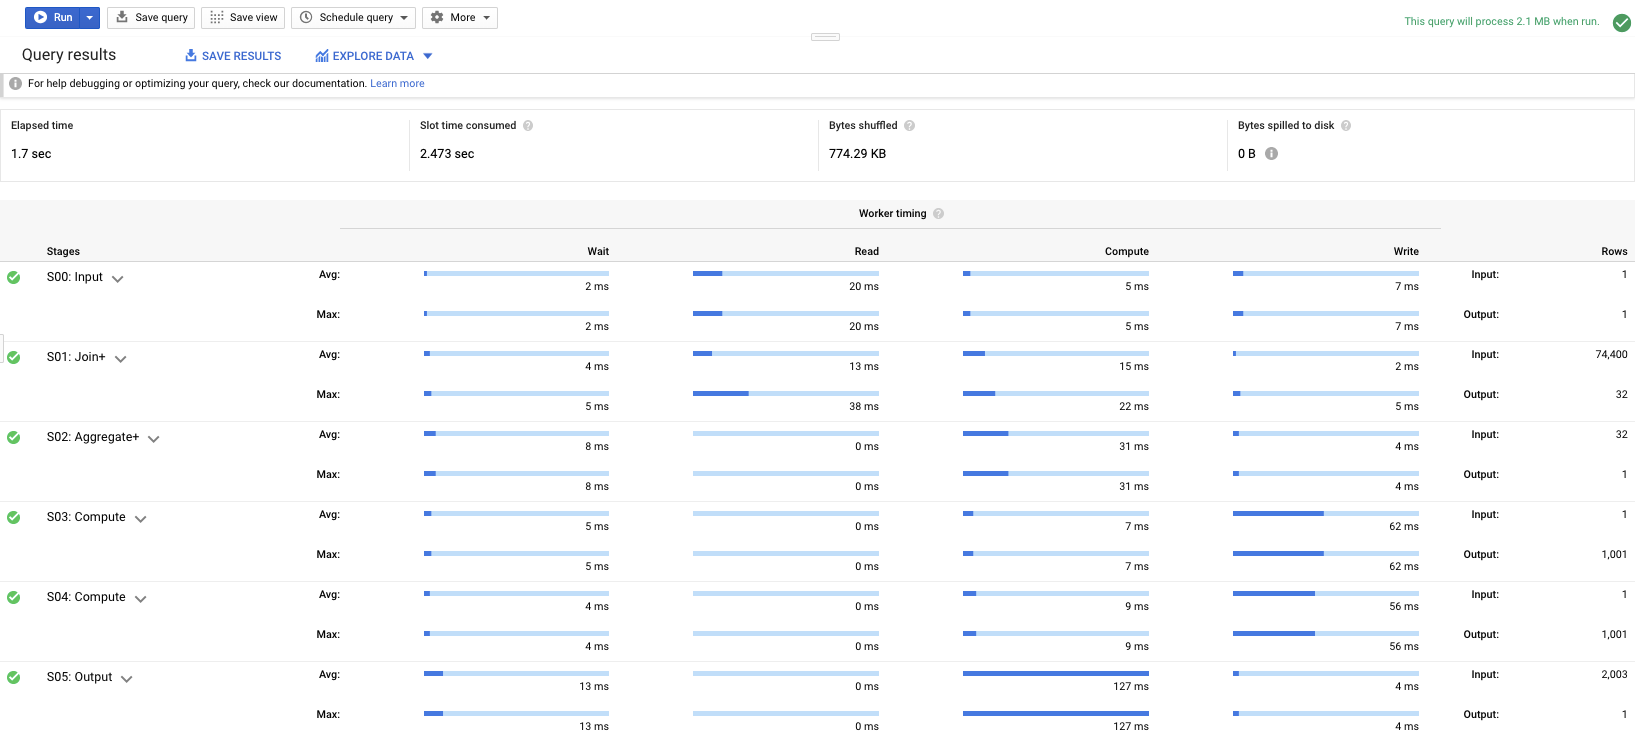 Run Save query Save view Schedule query More This query will process 2.1 MB when run.
Query results SAVE RESULTS EXPLORE DATA
For help debugging or optimizing your query, check our documentation. Learn more
Elapsed time Slot time consumed Bytes shuffled Bytes spilled to disk
1.7 sec 2.473 sec 774.29 KB 0 B
Worker timing
Stages Wait Read Compute Write Rows
S00: Input Avg: 2 ms 20 ms 5 ms 7 ms Input: 1
Max: 2 ms 20 ms 5 ms 7 ms Output: 1
S01: Join+ Avg: 4 ms 13 ms 15 ms 2 ms Input: 74,400
Max: 5 ms 38 ms 22 ms 5 ms Output: 32
S02: Aggregate+ Avg: 8 ms 0 ms 31 ms 4 ms Input: 32
Max: 8 ms 0 ms 31 ms 4 ms Output: 1
S03: Compute Avg: 5 ms 0 ms 7 ms 62 ms Input: 1
Max: 5 ms 0 ms 7 ms 62 ms Output: 1,001
S04: Compute Avg: 4 ms 0 ms 9 ms 56 ms Input: 1
Max: 4 ms 0 ms 9 ms 56 ms Output: 1,001
S05: Output Avg: 13 ms 0 ms 127 ms 4 ms Input: 2,003
Max: 13 ms 0 ms 127 ms 4 ms Output: 1